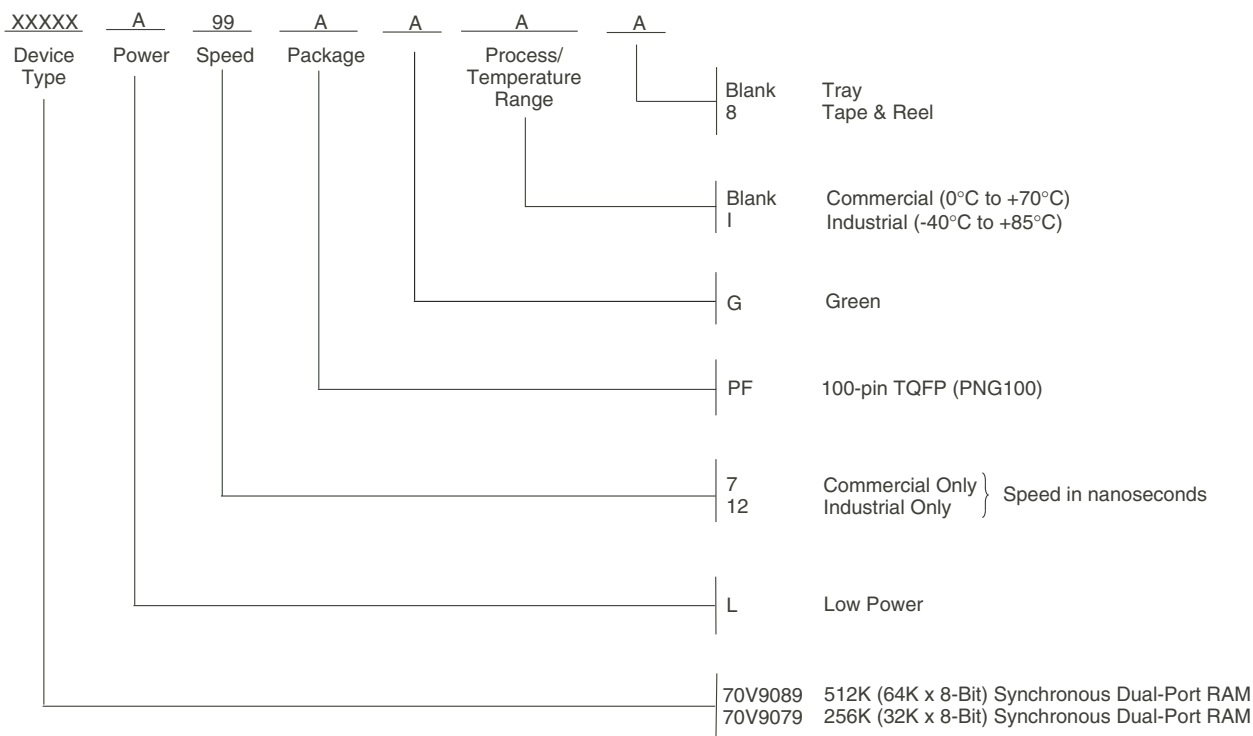 XXXXX A 99 A A A A
Device Type Power Speed Package Process/ Temperature Range
Blank Tray
8 Tape & Reel
Blank Commercial (0°C to +70°C)
I Industrial (-40°C to +85°C)
G Green
PF 100-pin TQFP (PNG100)
7 Commercial Only
12 Industrial Only
Speed in nanoseconds
L Low Power
70V9089 512K (64K x 8-Bit) Synchronous Dual-Port RAM
70V9079 256K (32K x 8-Bit) Synchronous Dual-Port RAM